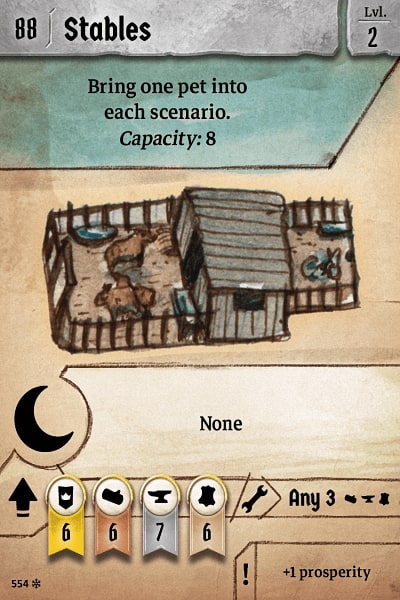 88
Stables
Lvl.
2
Bring one pet into
each scenario.
Capacity: 8
None
6
6
7
6
Any 3
!
+1 prosperity
554